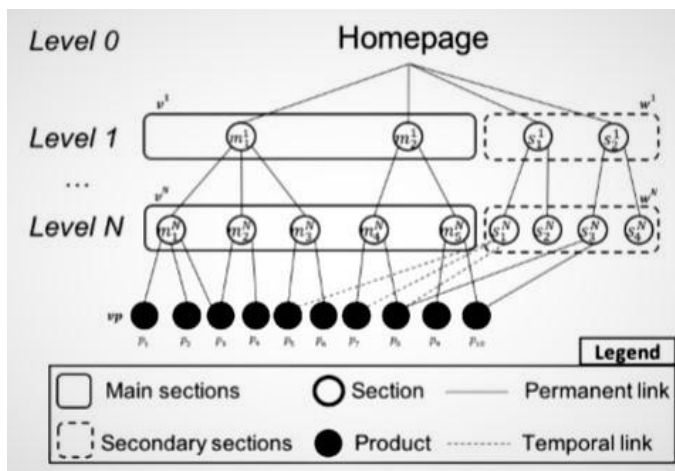 Level 0 Homepage
v¹ w¹
Level 1 m₁¹ m₂¹ s₁¹ s₂¹
...
vᴺ wᴺ
Level N m₁ᴺ m₂ᴺ m₃ᴺ m₄ᴺ m₅ᴺ s₁ᴺ s₂ᴺ s₃ᴺ s₄ᴺ
vp
p₁ p₂ p₃ p₄ p₅ p₆ p₇ p₈ p₉ p₁₀
Legend
Main sections Section Permanent link
Secondary sections Product Temporal link